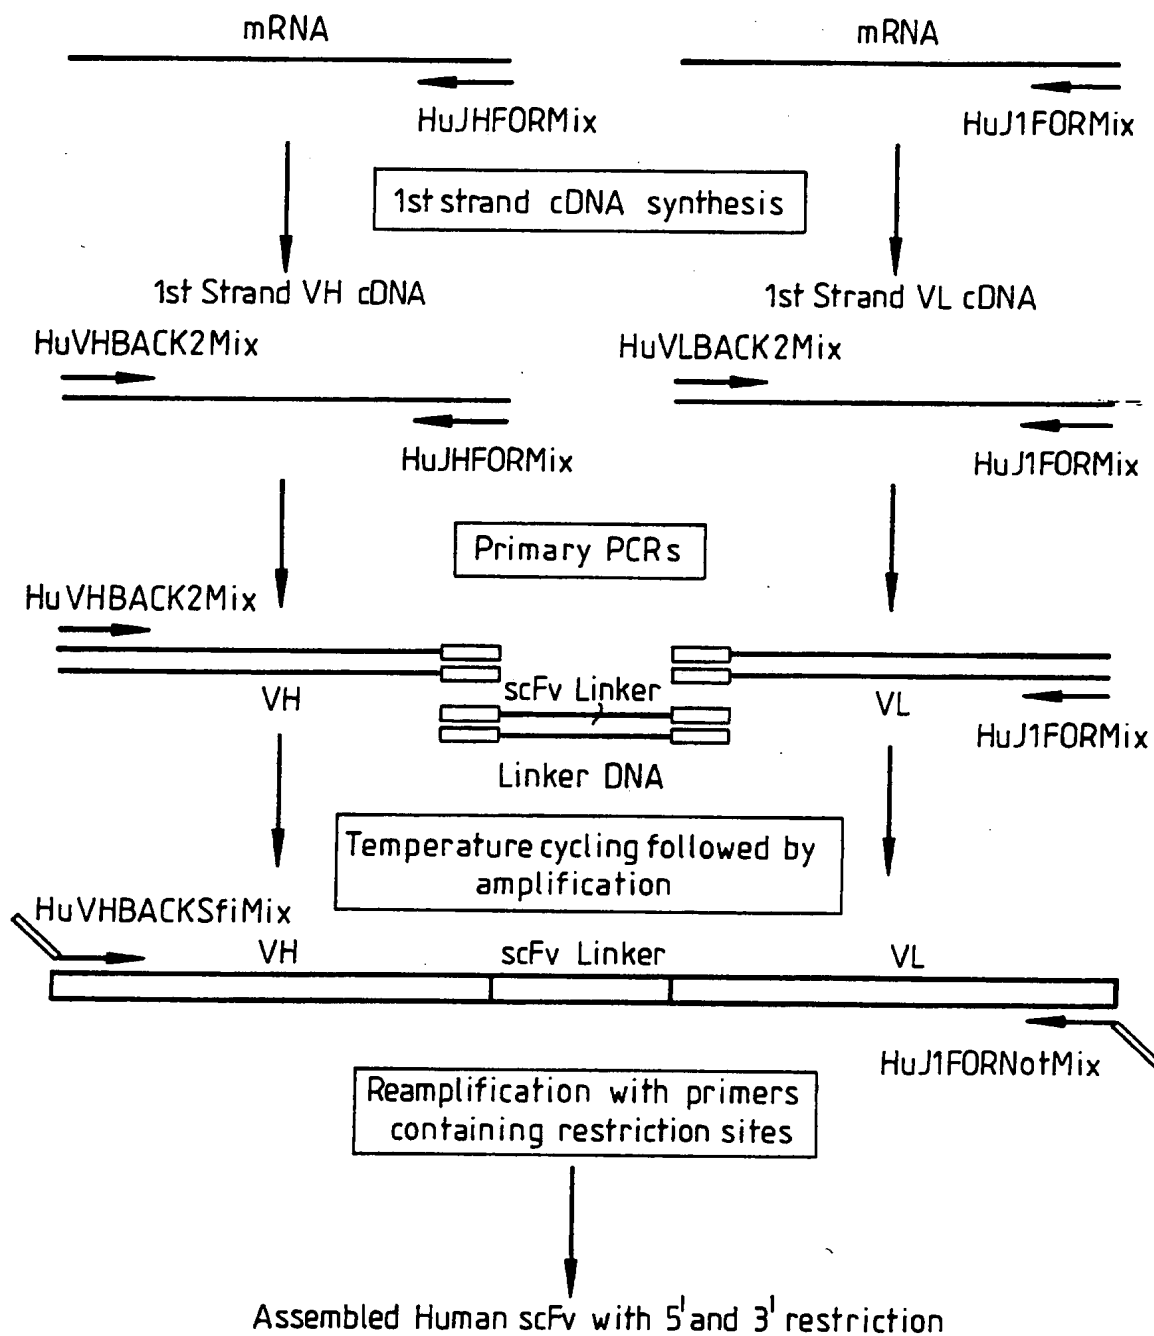 mRNA
mRNA
HuJHFORMix
HuJ1FORMix
1st strand cDNA synthesis
1st Strand VH cDNA
1st Strand VL cDNA
HuVHBACK2Mix
HuVLBACK2Mix
HuJHFORMix
HuJ1FORMix
Primary PCRs
HuVHBACK2Mix
VH
scFv Linker
VL
HuJ1FORMix
Linker DNA
Temperature cycling followed by
amplification
HuVHBACKSfiMix
VH
scFv Linker
VL
HuJ1FORNotMix
Reamplification with primers
containing restriction sites
Assembled Human scFv with 5' and 3' restriction